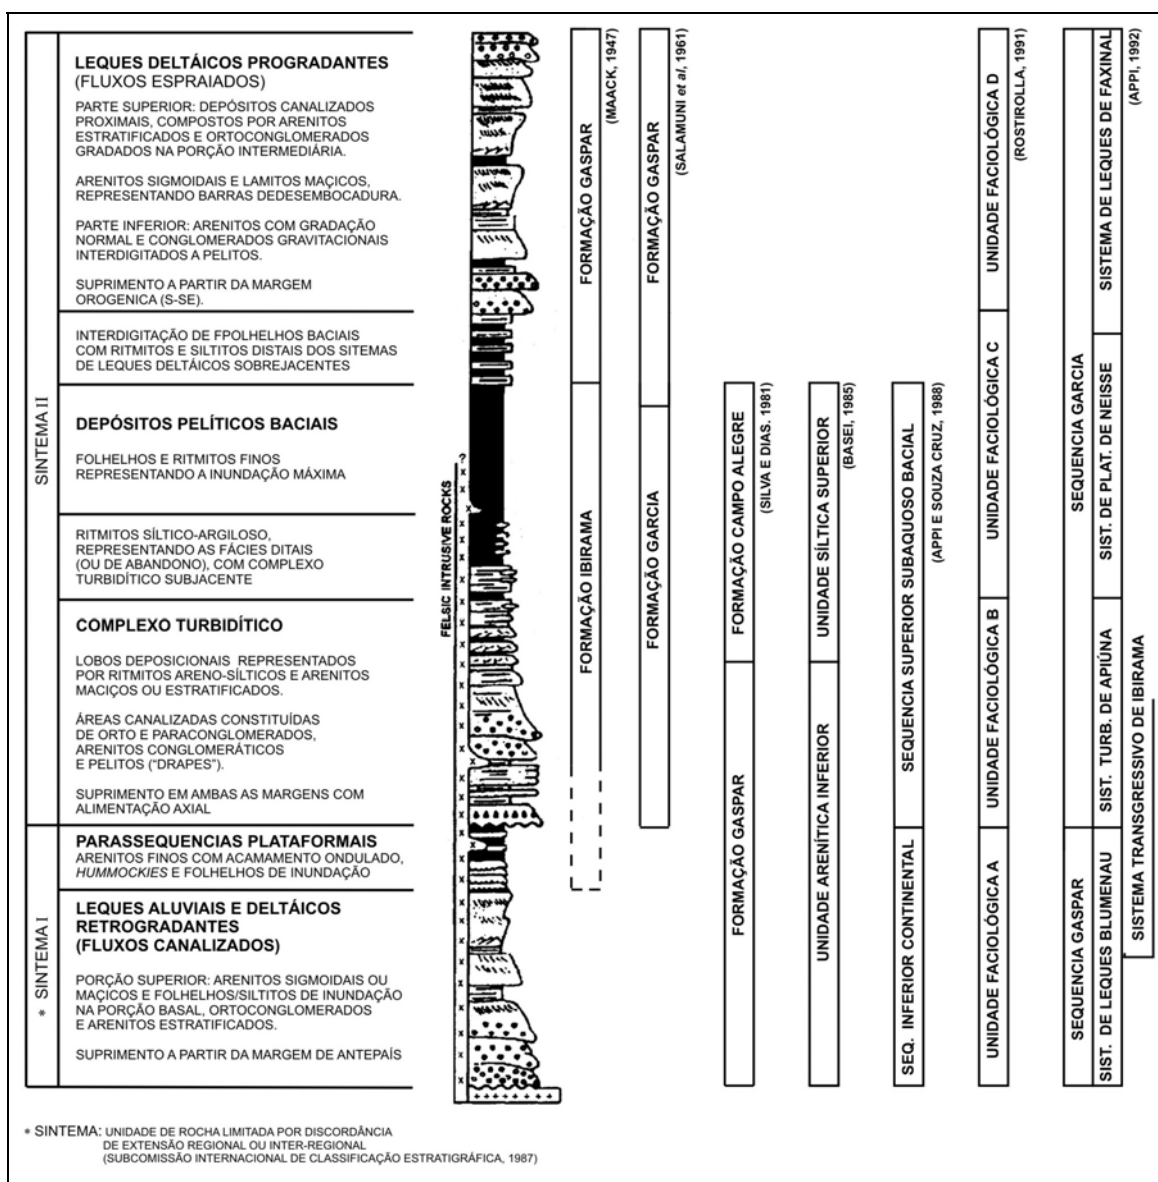 LEQUES DELTÁICOS PROGRADANTES
(FLUXOS ESPRAIADOS)
PARTE SUPERIOR: DEPÓSITOS CANALIZADOS
PROXIMAIS, COMPOSTOS POR ARENITOS
ESTRATIFICADOS E ORTOCONGLOMERADOS
GRADADOS NA PORÇÃO INTERMEDIÁRIA.
ARENITOS SIGMOIDAIS E LAMITOS MACIÇOS,
REPRESENTANDO BARRAS DEDESEMBOCADURA.
PARTE INFERIOR: ARENITOS COM GRADAÇÃO
NORMAL E CONGLOMERADOS GRAVITACIONAIS
INTERDIGITADOS A PELITOS.
SUPRIMENTO A PARTIR DA MARGEM
OROGENICA (S-SE).
INTERDIGITAÇÃO DE FPOLHELHOS BACIAIS
COM RITMITOS E SILTITOS DISTAIS DOS SITEMAS
DE LEQUES DELTÁICOS SOBREJACENTES
SINTEMA II
DEPÓSITOS PELÍTICOS BACIAIS
FOLHELHOS E RITMITOS FINOS
REPRESENTANDO A INUNDAÇÃO MÁXIMA
RITMITOS SÍLTICO-ARGILOSO,
REPRESENTANDO AS FÁCIES DITAIS
(OU DE ABANDONO), COM COMPLEXO
TURBIDÍTICO SUBJACENTE
COMPLEXO TURBIDÍTICO
LOBOS DEPOSICIONAIS REPRESENTADOS
POR RITMITOS ARENO-SÍLTICOS E ARENITOS
MACIÇOS OU ESTRATIFICADOS.
ÁREAS CANALIZADAS CONSTITUÍDAS
DE ORTO E PARACONGLOMERADOS,
ARENITOS CONGLOMERÁTICOS
E PELITOS ("DRAPES").
SUPRIMENTO EM AMBAS AS MARGENS COM
ALIMENTAÇÃO AXIAL
PARASSEQUENCIAS PLATAFORMAIS
ARENITOS FINOS COM ACAMAMENTO ONDULADO,
HUMMOCKIES E FOLHELHOS DE INUNDAÇÃO
* SINTEMA I
LEQUES ALUVIAIS E DELTÁICOS
RETROGRADANTES
(FLUXOS CANALIZADOS)
PORÇÃO SUPERIOR: ARENITOS SIGMOIDAIS OU
MACIÇOS E FOLHELHOS/SILTITOS DE INUNDAÇÃO
NA PORÇÃO BASAL, ORTOCONGLOMERADOS
E ARENITOS ESTRATIFICADOS.
SUPRIMENTO A PARTIR DA MARGEM DE ANTEPAÍS
?
FELSIC INTRUSIVE ROCKS
FORMAÇÃO GASPAR
FORMAÇÃO IBIRAMA
(MAACK, 1947)
FORMAÇÃO GASPAR
FORMAÇÃO GARCIA
(SALAMUNI et al, 1961)
FORMAÇÃO CAMPO ALEGRE
FORMAÇÃO GASPAR
(SILVA E DIAS. 1981)
UNIDADE SÍLTICA SUPERIOR
UNIDADE ARENÍTICA INFERIOR
(BASEI, 1985)
SEQUENCIA SUPERIOR SUBAQUOSO BACIAL
SEQ. INFERIOR CONTINENTAL
(APPI E SOUZA CRUZ, 1988)
UNIDADE FACIOLÓGICA D
UNIDADE FACIOLÓGICA C
UNIDADE FACIOLÓGICA B
UNIDADE FACIOLÓGICA A
(ROSTIROLLA, 1991)
SEQUENCIA GARCIA
SEQUENCIA GASPAR
SISTEMA DE LEQUES DE FAXINAL
SIST. DE PLAT. DE NEISSE
SIST. TURB. DE APIÚNA
SIST. DE LEQUES BLUMENAU
SISTEMA TRANSGRESSIVO DE IBIRAMA
(APPI, 1992)
* SINTEMA: UNIDADE DE ROCHA LIMITADA POR DISCORDÂNCIA
DE EXTENSÃO REGIONAL OU INTER-REGIONAL
(SUBCOMISSÃO INTERNACIONAL DE CLASSIFICAÇÃO ESTRATIGRÁFICA, 1987)